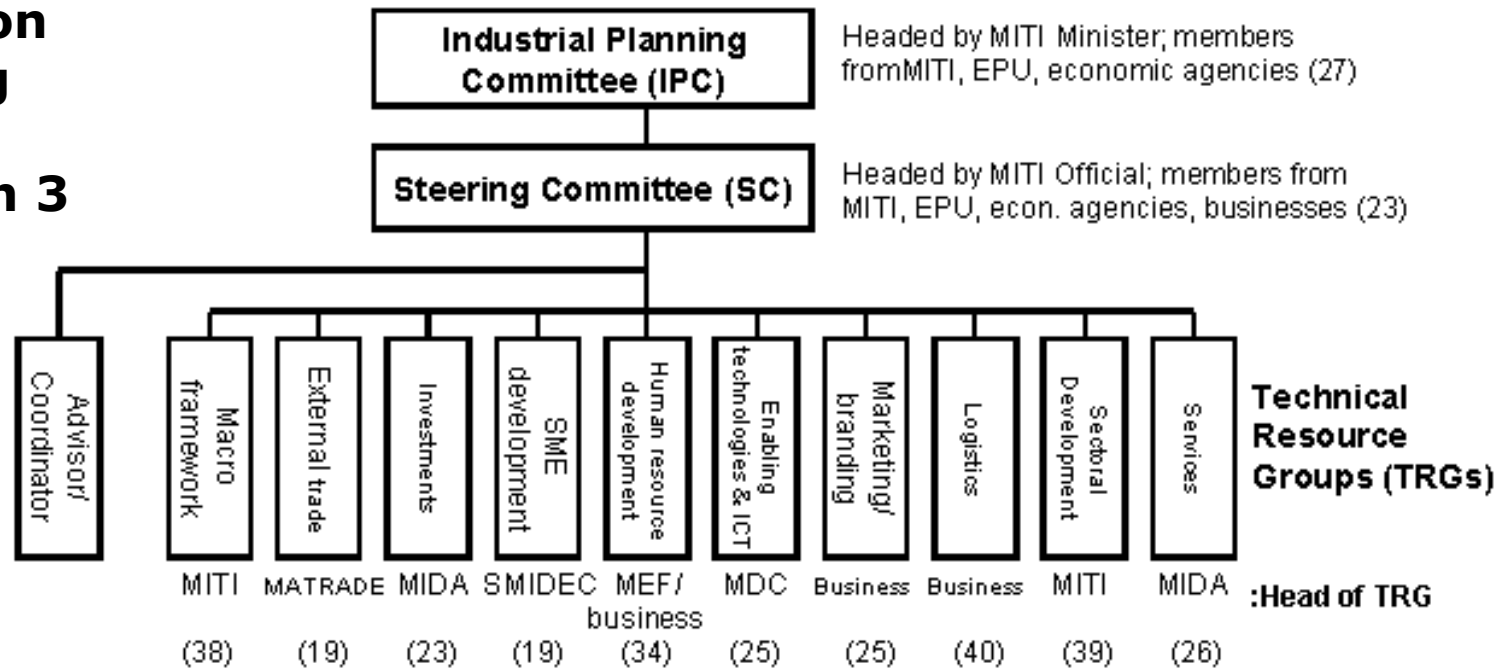 on
g
n 3
Industrial Planning
Committee (IPC)
Headed by MITI Minister; members
fromMITI, EPU, economic agencies (27)
Steering Committee (SC)
Headed by MITI Official; members from
MITI, EPU, econ. agencies, businesses (23)
Advisor/
Coordinator
Macro
framework
External trade
Investments
SME
development
Human resource
development
Enabling
technologies & ICT
Marketing/
branding
Logistics
Sectoral
Development
Services
Technical
Resource
Groups (TRGs)
MITI MATRADE MIDA SMIDEC MEF/ MDC Business Business MITI MIDA :Head of TRG
business
(38) (19) (23) (19) (34) (25) (25) (40) (39) (26)